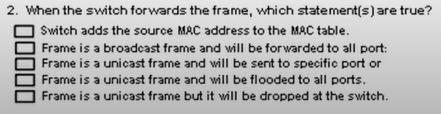 2. When the switch forwards the frame, which statement(s) are true?
Switch adds the source MAC address to the MAC table.
Frame is a broadcast frame and will be forwarded to all port:
Frame is a unicast frame and will be sent to specific port or
Frame is a unicast frame and will be flooded to all ports.
Frame is a unicast frame but it will be dropped at the switch.